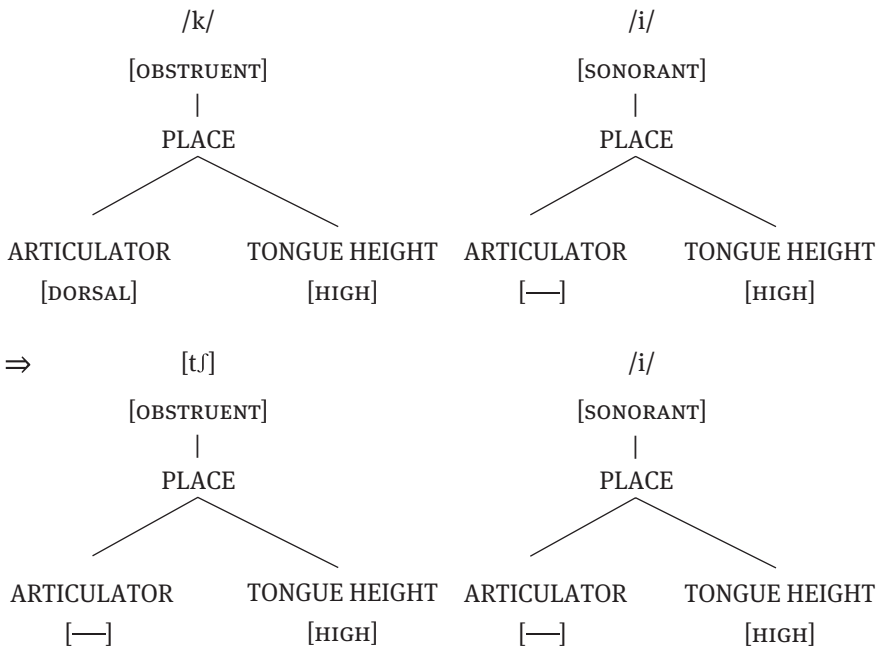 /k/ /i/
[OBSTRUENT] [SONORANT]
| |
PLACE PLACE
ARTICULATOR TONGUE HEIGHT ARTICULATOR TONGUE HEIGHT
[DORSAL] [HIGH] [—] [HIGH]
⇒ [tʃ] /i/
[OBSTRUENT] [SONORANT]
| |
PLACE PLACE
ARTICULATOR TONGUE HEIGHT ARTICULATOR TONGUE HEIGHT
[—] [HIGH] [—] [HIGH]